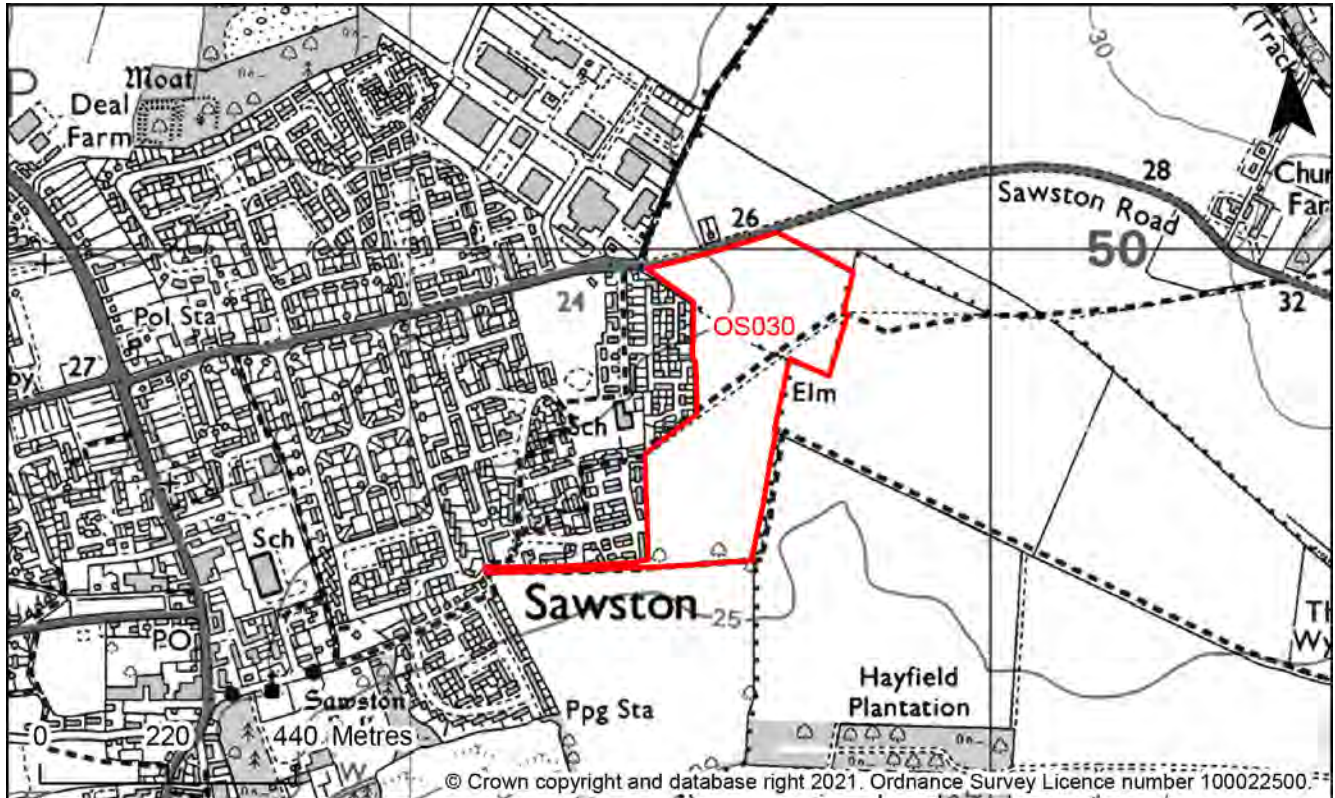 (Track)
30
Moat
Deal
Farm
28
Sawston Road
Chur
Far
26
50
32
24
Pol Sta
OS030
27
Elm
Sch
Sch
Sawston
25
PO
Hayfield
Plantation
Th
Wy
Sawston
Ppg Sta
0 220 440 Metres
© Crown copyright and database right 2021. Ordnance Survey Licence number 100022500.